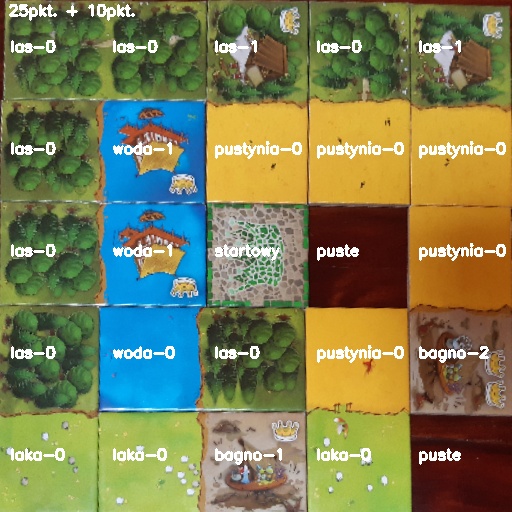 25pkt. + 10pkt.
las-0 las-0 las-1 las-0 las-1
las-0 woda-1 pustynia-0 pustynia-0 pustynia-0
las-0 woda-1 startowy puste pustynia-0
las-0 woda-0 las-0 pustynia-0 bagno-2
laka-0 laka-0 bagno-1 laka-0 puste